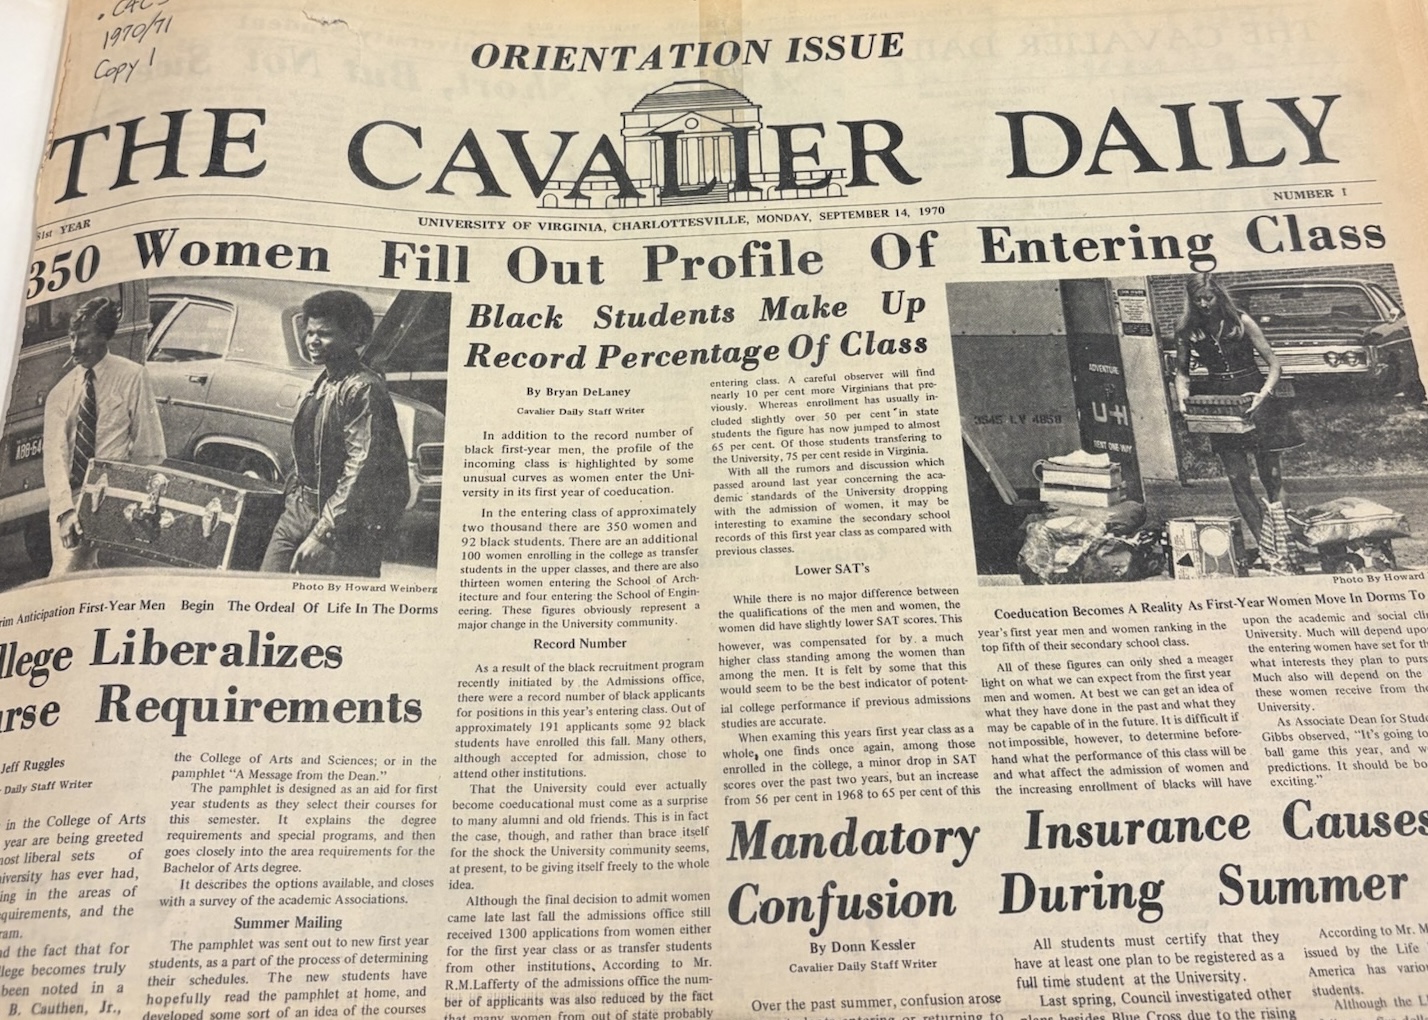 • CAC
1970/71
Copy 1
ORIENTATION ISSUE
THE CAVALIER DAILY
81st YEAR
UNIVERSITY OF VIRGINIA, CHARLOTTESVILLE, MONDAY, SEPTEMBER 14, 1970
NUMBER 1
350 Women Fill Out Profile Of Entering Class
Photo By Howard Weinberg
Anticipation First-Year Men Begin The Ordeal Of Life In The Dorms
Liberalizes
Requirements
Jeff Ruggles
Daily Staff Writer
in the College of Arts
year are being greeted
most liberal sets of
University has ever had,
ing in the areas of
requirements, and the
ram.
nd the fact that for
llege becomes truly
been noted in a
B. Cauthen, Jr.,
the College of Arts and Sciences; or in the
pamphlet "A Message from the Dean."
The pamphlet is designed as an aid for first
year students as they select their courses for
this semester. It explains the degree
requirements and special programs, and then
goes closely into the area requirements for the
Bachelor of Arts degree.
It describes the options available, and closes
with a survey of the academic Associations.
Summer Mailing
The pamphlet was sent out to new first year
students, as a part of the process of determining
their schedules. The new students have
hopefully read the pamphlet at home, and
developed some sort of an idea of the courses
Black Students Make Up
Record Percentage Of Class
By Bryan DeLaney
Cavalier Daily Staff Writer
In addition to the record number of
black first-year men, the profile of the
incoming class is highlighted by some
unusual curves as women enter the Uni-
versity in its first year of coeducation.
In the entering class of approximately
two thousand there are 350 women and
92 black students. There are an additional
100 women enrolling in the college as transfer
students in the upper classes, and there are also
thirteen women entering the School of Arch-
itecture and four entering the School of Engin-
eering. These figures obviously represent a
major change in the University community.
Record Number
As a result of the black recruitment program
recently initiated by the Admissions office,
there were a record number of black applicants
for positions in this year's entering class. Out of
approximately 191 applicants some 92 black
students have enrolled this fall. Many others,
although accepted for admission, chose to
attend other institutions.
That the University could ever actually
become coeducational must come as a surprise
to many alumni and old friends. This is in fact
the case, though, and rather than brace itself
for the shock the University community seems,
at present, to be giving itself freely to the whole
idea.
Although the final decision to admit women
came late last fall the admissions office still
received 1300 applications from women either
for the first year class or as transfer students
from other institutions. According to Mr.
R.M.Lafferty of the admissions office the num-
ber of applicants was also reduced by the fact
that many women from out of state probably
entering class. A careful observer will find
nearly 10 per cent more Virginians that pre-
viously. Whereas enrollment has usually in-
cluded slightly over 50 per cent in state
students the figure has now jumped to almost
65 per cent. Of those students transfering to
the University, 75 per cent reside in Virginia.
With all the rumors and discussion which
passed around last year concerning the aca-
demic standards of the University dropping
with the admission of women, it may be
interesting to examine the secondary school
records of this first year class as compared with
previous classes.
Lower SAT's
While there is no major difference between
the qualifications of the men and women, the
women did have slightly lower SAT scores. This
however, was compensated for by a much
higher class standing among the women than
among the men. It is felt by some that this
would seem to be the best indicator of potent-
ial college performance if previous admissions
studies are accurate.
When examining this years first year class as a
whole, one finds once again, among those
enrolled in the college, a minor drop in SAT
scores over the past two years, but an increase
from 56 per cent in 1968 to 65 per cent of this
ADVENTURE
U-H
RENT ONE-WAY
Photo By Howard
Coeducation Becomes A Reality As First-Year Women Move In Dorms To
year's first year men and women ranking in the
top fifth of their secondary school class.
All of these figures can only shed a meager
light on what we can expect from the first year
men and women. At best we can get an idea of
what they have done in the past and what they
may be capable of in the future. It is difficult if
not impossible, however, to determine before-
hand what the performance of this class will be
and what affect the admission of women and
the increasing enrollment of blacks will have
upon the academic and social cli
University. Much will depend upo
the entering women have set for th
what interests they plan to purs
Much also will depend on the
these women receive from t
University.
As Associate Dean for Stude
Gibbs observed, "It's going to
ball game this year, and w
predictions. It should be bo
exciting."
Mandatory Insurance Causes
Confusion During Summer
By Donn Kessler
Cavalier Daily Staff Writer
Over the past summer, confusion arose
entering or returning to
All students must certify that they
have at least one plan to be registered as a
full time student at the University.
Last spring, Council investigated other
plans besides Blue Cross due to the rising
According to Mr. M
issued by the Life
America has vario
students.
Although the L